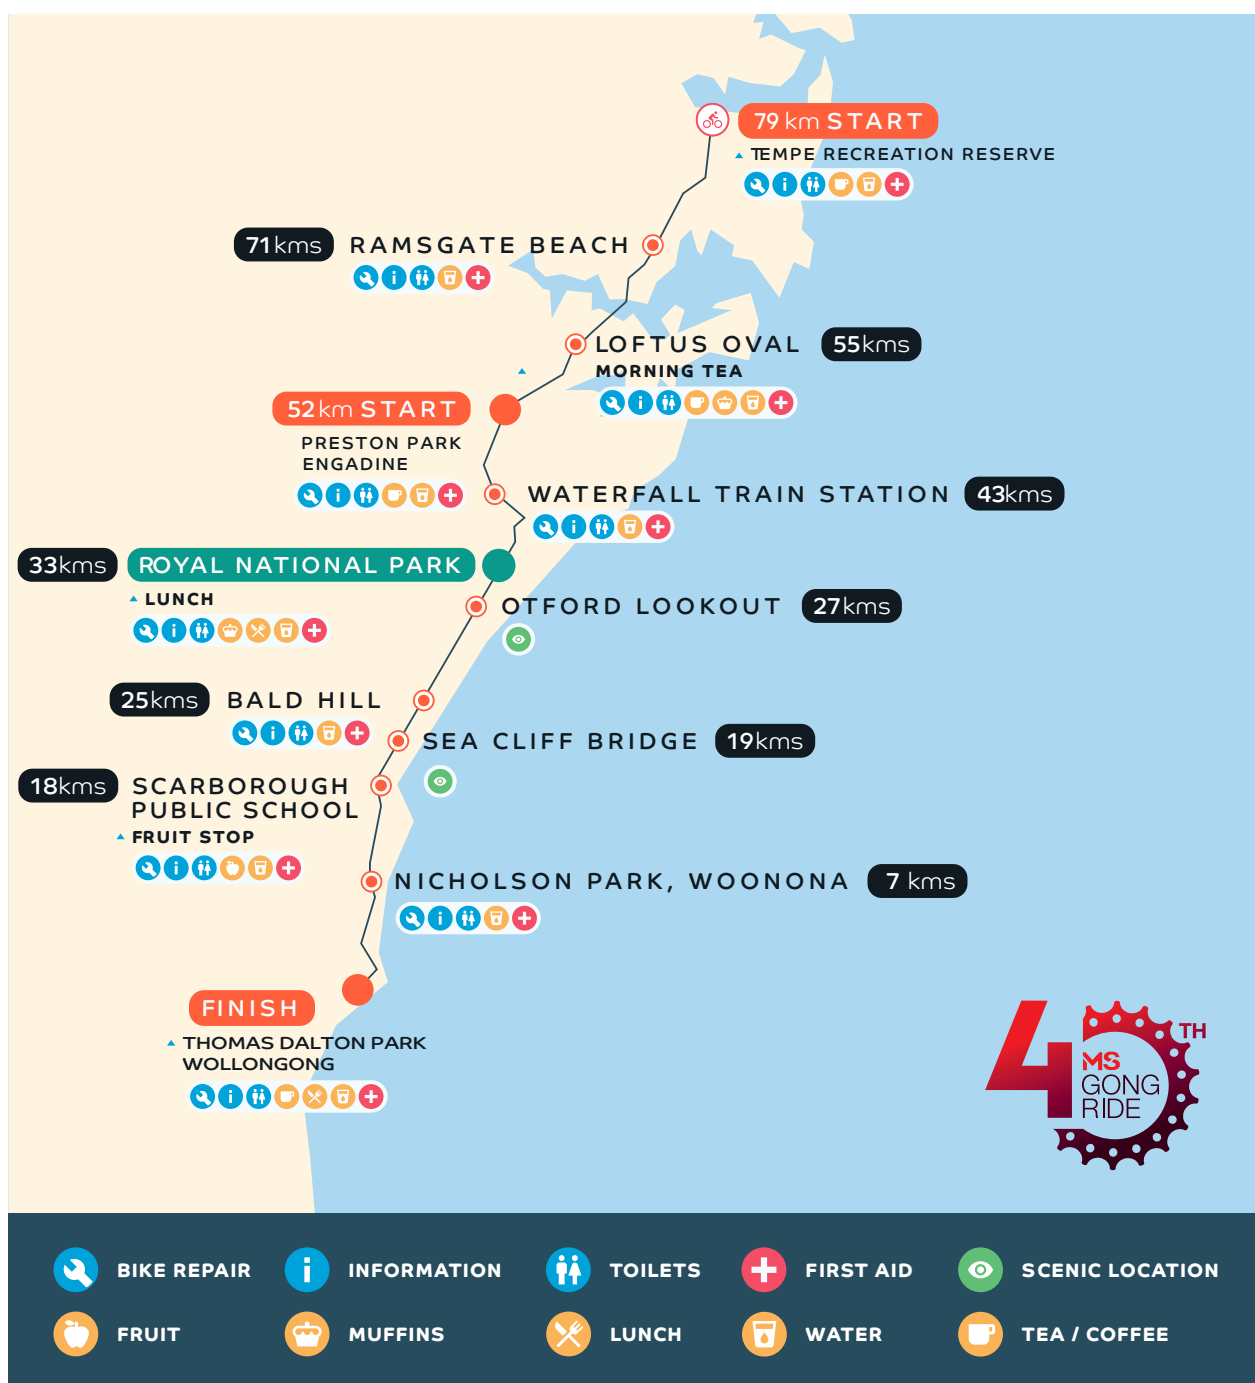 79 km START
TEMPE RECREATION RESERVE
71kms RAMSGATE BEACH
LOFTUS OVAL 55kms
MORNING TEA
52km START
PRESTON PARK
ENGADINE
WATERFALL TRAIN STATION 43kms
33kms ROYAL NATIONAL PARK
LUNCH
OTFORD LOOKOUT 27kms
25kms BALD HILL
SEA CLIFF BRIDGE 19kms
18kms SCARBOROUGH
PUBLIC SCHOOL
FRUIT STOP
NICHOLSON PARK, WOONONA 7 kms
FINISH
THOMAS DALTON PARK
WOLLONGONG
40TH
MS
GONG
RIDE
BIKE REPAIR INFORMATION TOILETS FIRST AID SCENIC LOCATION
FRUIT MUFFINS LUNCH WATER TEA / COFFEE